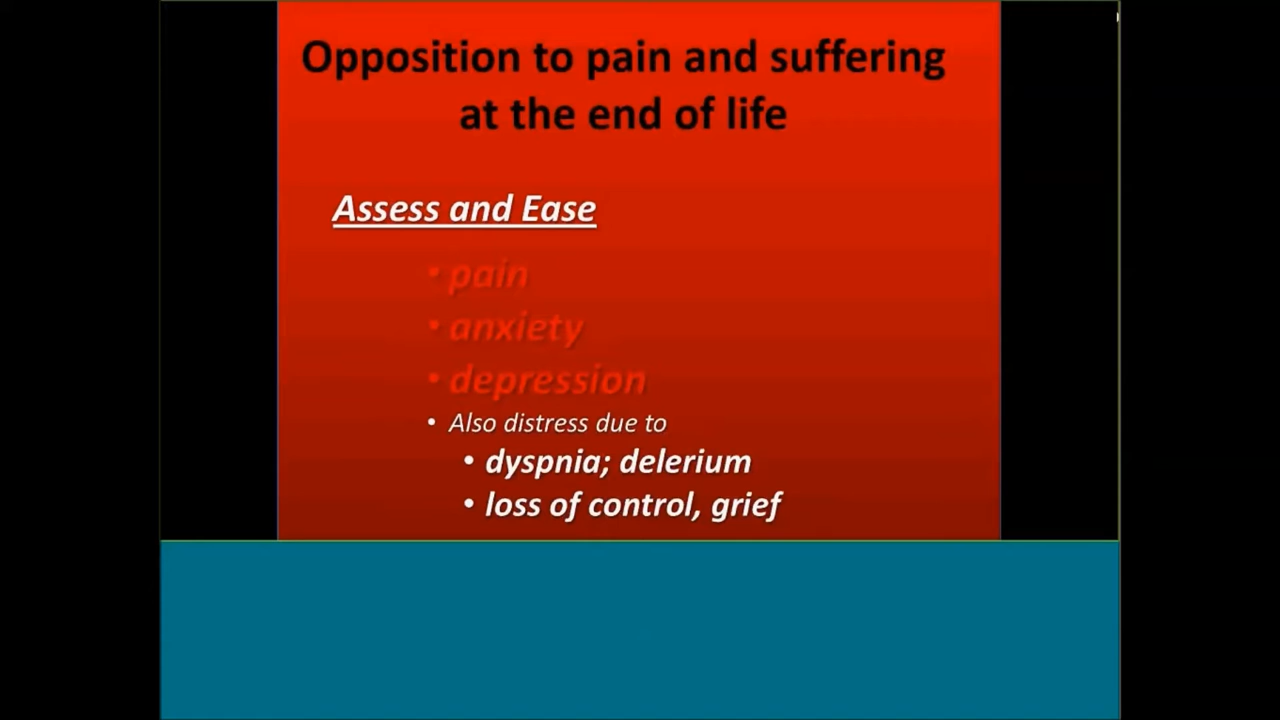 Opposition to pain and suffering
at the end of life
Assess and Ease
• pain
• anxiety
• depression
• Also distress due to
• dyspnia; delerium
• loss of control, grief